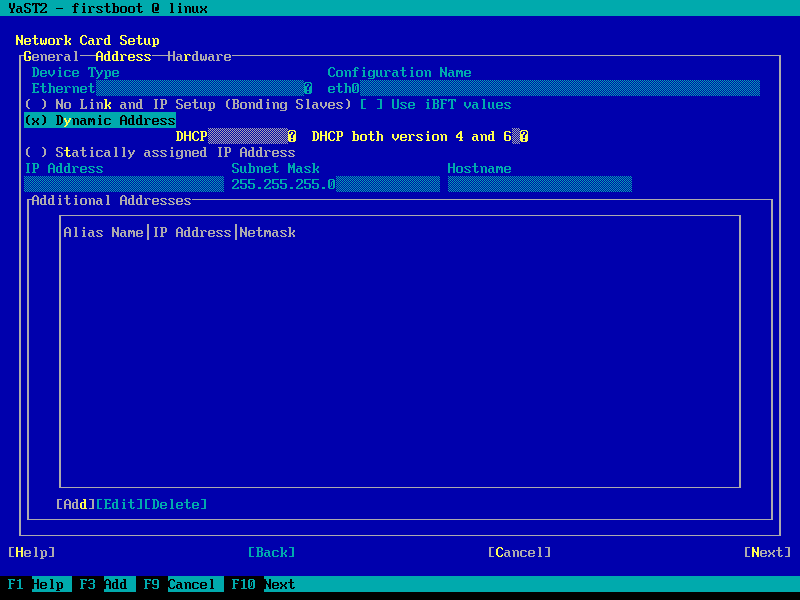 YaST2 - firstboot @ linux
Network Card Setup
General Address Hardware
Device Type Configuration Name
Ethernet eth0
( ) No Link and IP Setup (Bonding Slaves) [ ] Use iBFT values
(x) Dynamic Address
DHCP DHCP both version 4 and 6
( ) Statically assigned IP Address
IP Address Subnet Mask Hostname
255.255.255.0
Additional Addresses
Alias Name|IP Address|Netmask
[Add][Edit][Delete]
[Help] [Back] [Cancel] [Next]
F1 Help F3 Add F9 Cancel F10 Next